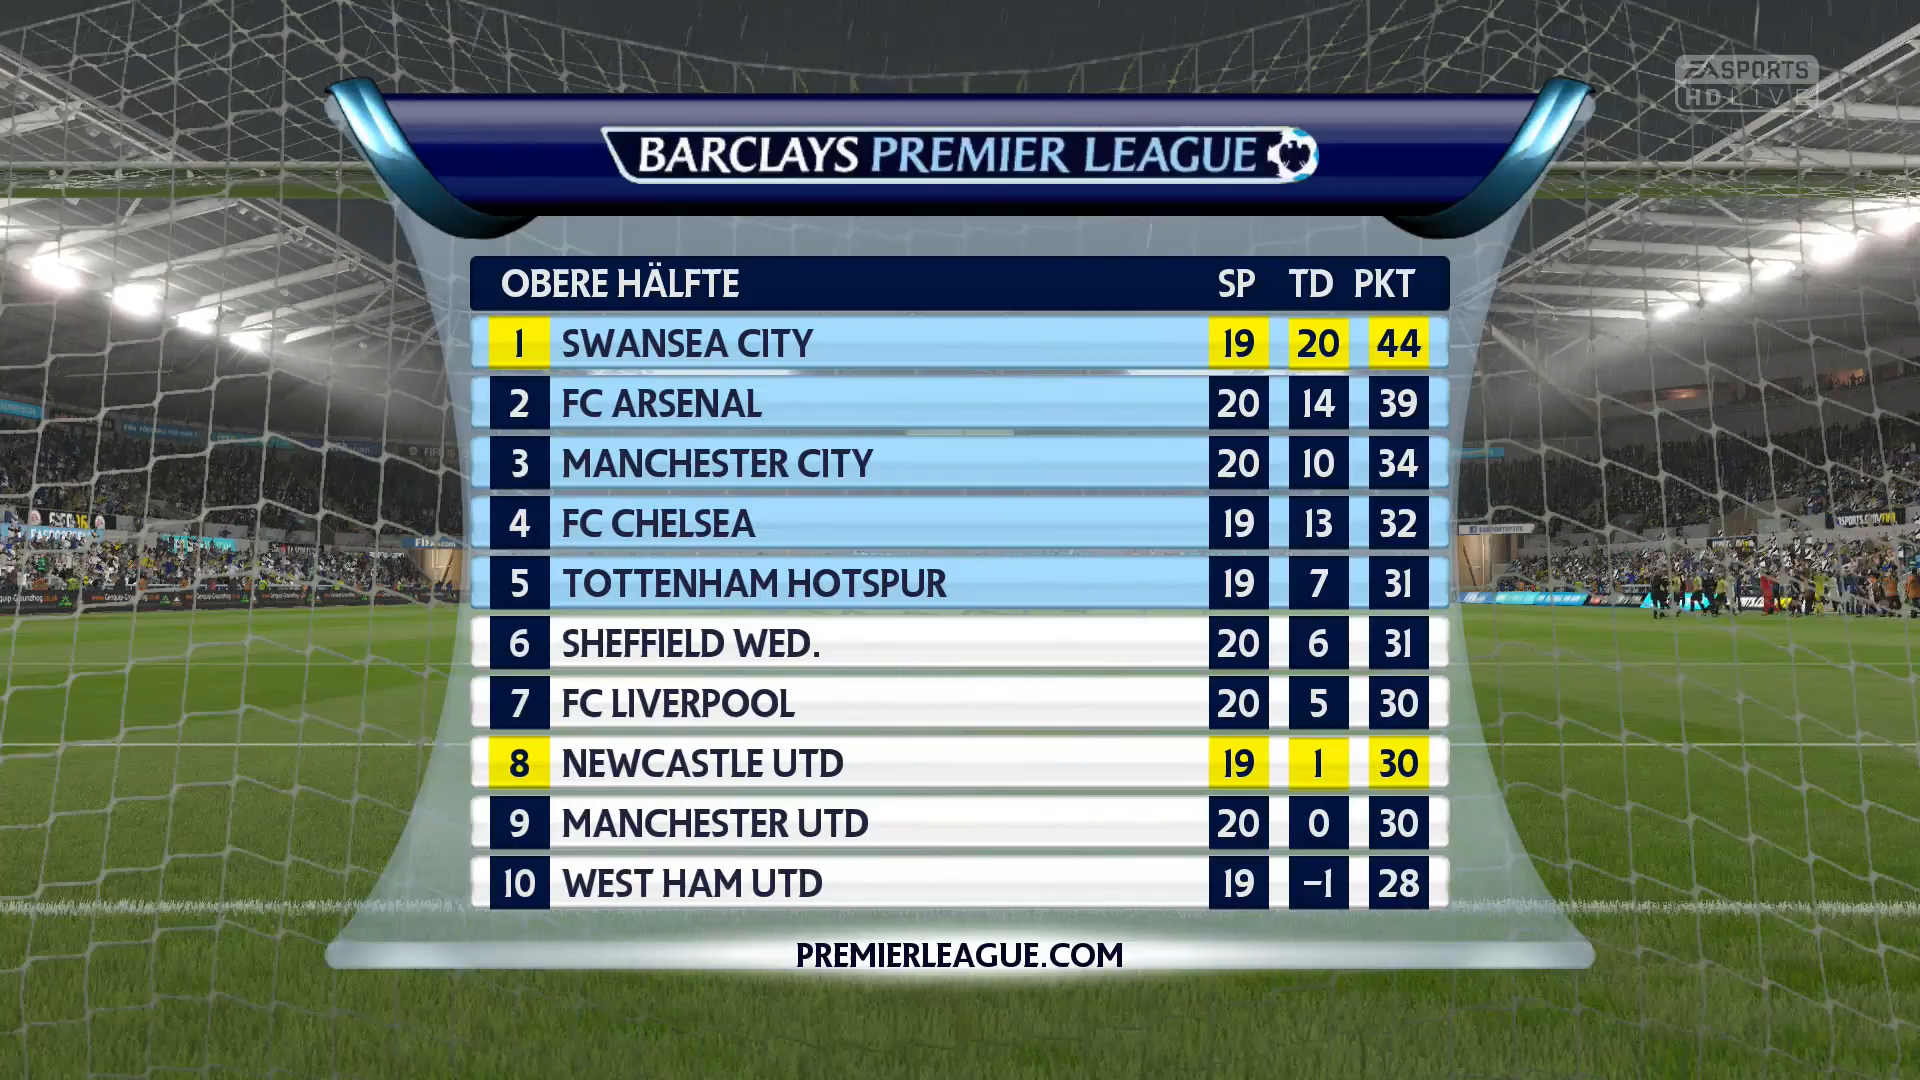 EA SPORTS
HD LIVE
BARCLAYS PREMIER LEAGUE
OBERE HÄLFTE SP TD PKT
1 SWANSEA CITY 19 20 44
2 FC ARSENAL 20 14 39
3 MANCHESTER CITY 20 10 34
4 FC CHELSEA 19 13 32
5 TOTTENHAM HOTSPUR 19 7 31
6 SHEFFIELD WED. 20 6 31
7 FC LIVERPOOL 20 5 30
8 NEWCASTLE UTD 19 1 30
9 MANCHESTER UTD 20 0 30
10 WEST HAM UTD 19 −1 28
PREMIERLEAGUE.COM